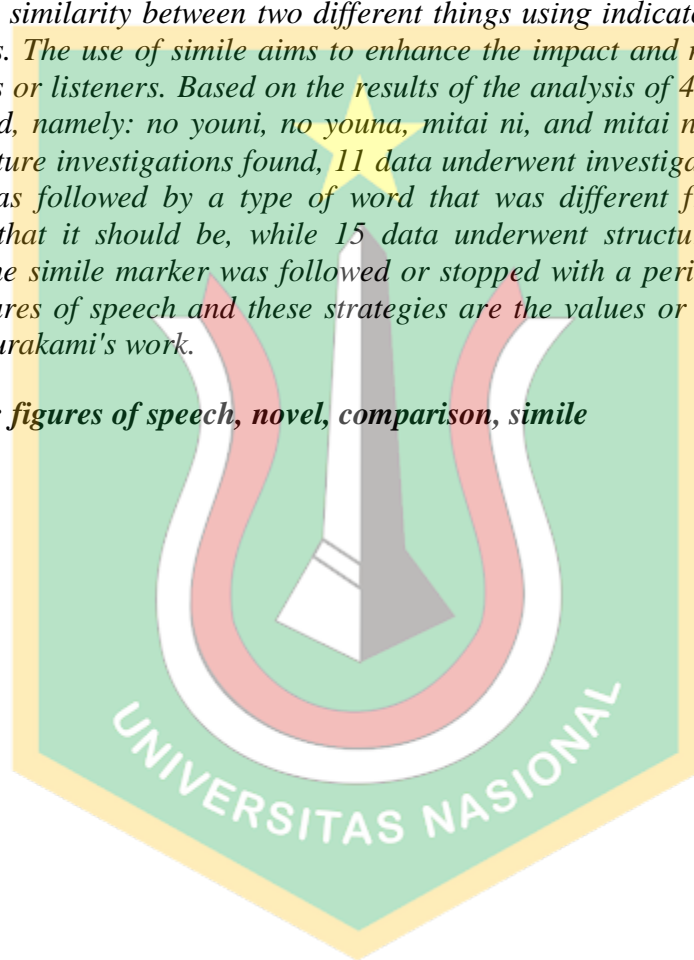 similarity between two different things using indicato
s. The use of simile aims to enhance the impact and m
s or listeners. Based on the results of the analysis of 4
d, namely: no youni, no youna, mitai ni, and mitai n
ture investigations found, 11 data underwent investiga
as followed by a type of word that was different f
that it should be, while 15 data underwent structu
ne simile marker was followed or stopped with a peri
ures of speech and these strategies are the values or
urakami's work.
: figures of speech, novel, comparison, simile
UNIVERSITAS NASIONAL